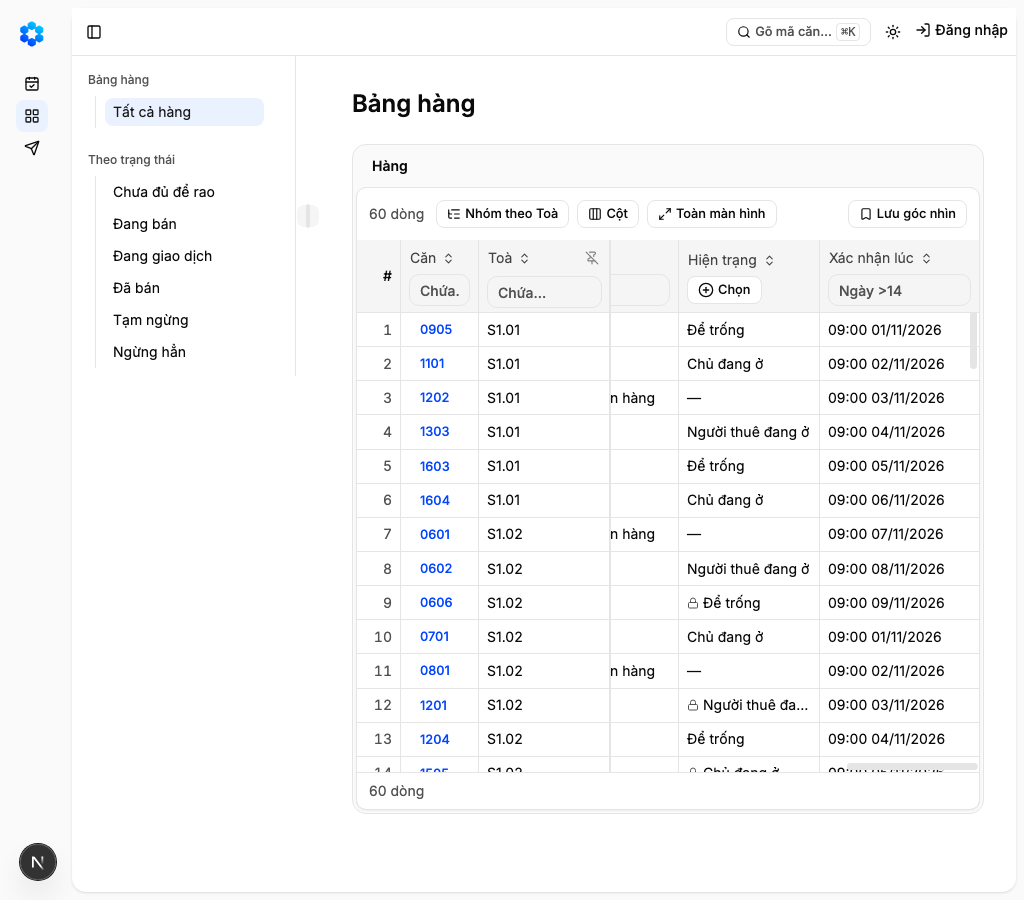 Gõ mã căn... ⌘K
Đăng nhập
Bảng hàng
Tất cả hàng
Theo trạng thái
Chưa đủ để rao
Đang bán
Đang giao dịch
Đã bán
Tạm ngừng
Ngừng hẳn
Bảng hàng
Hàng
60 dòng Nhóm theo Toà Cột Toàn màn hình Lưu góc nhìn
# Căn Toà Hiện trạng Xác nhận lúc
Chứa. Chứa... Chọn Ngày >14
1 0905 S1.01 Để trống 09:00 01/11/2026
2 1101 S1.01 Chủ đang ở 09:00 02/11/2026
3 1202 S1.01 n hàng — 09:00 03/11/2026
4 1303 S1.01 Người thuê đang ở 09:00 04/11/2026
5 1603 S1.01 Để trống 09:00 05/11/2026
6 1604 S1.01 Chủ đang ở 09:00 06/11/2026
7 0601 S1.02 n hàng — 09:00 07/11/2026
8 0602 S1.02 Người thuê đang ở 09:00 08/11/2026
9 0606 S1.02 Để trống 09:00 09/11/2026
10 0701 S1.02 Chủ đang ở 09:00 01/11/2026
11 0801 S1.02 n hàng — 09:00 02/11/2026
12 1201 S1.02 Người thuê đa... 09:00 03/11/2026
13 1204 S1.02 Để trống 09:00 04/11/2026
14 S1.02 Chủ đang ở
60 dòng
N